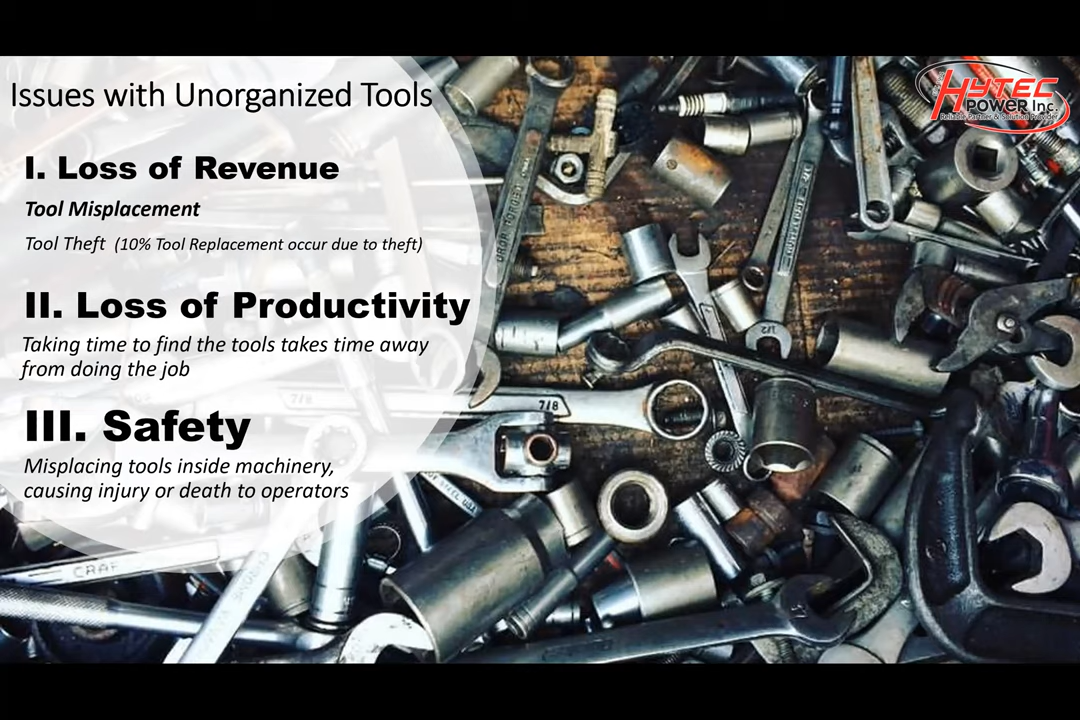 Issues with Unorganized Tools
HYTEC
POWER Inc.
Reliable Partner & Solution Provider
I. Loss of Revenue
Tool Misplacement
Tool Theft (10% Tool Replacement occur due to theft)
II. Loss of Productivity
Taking time to find the tools takes time away
from doing the job
III. Safety
Misplacing tools inside machinery,
causing injury or death to operators
7/8
1/2
CRAF